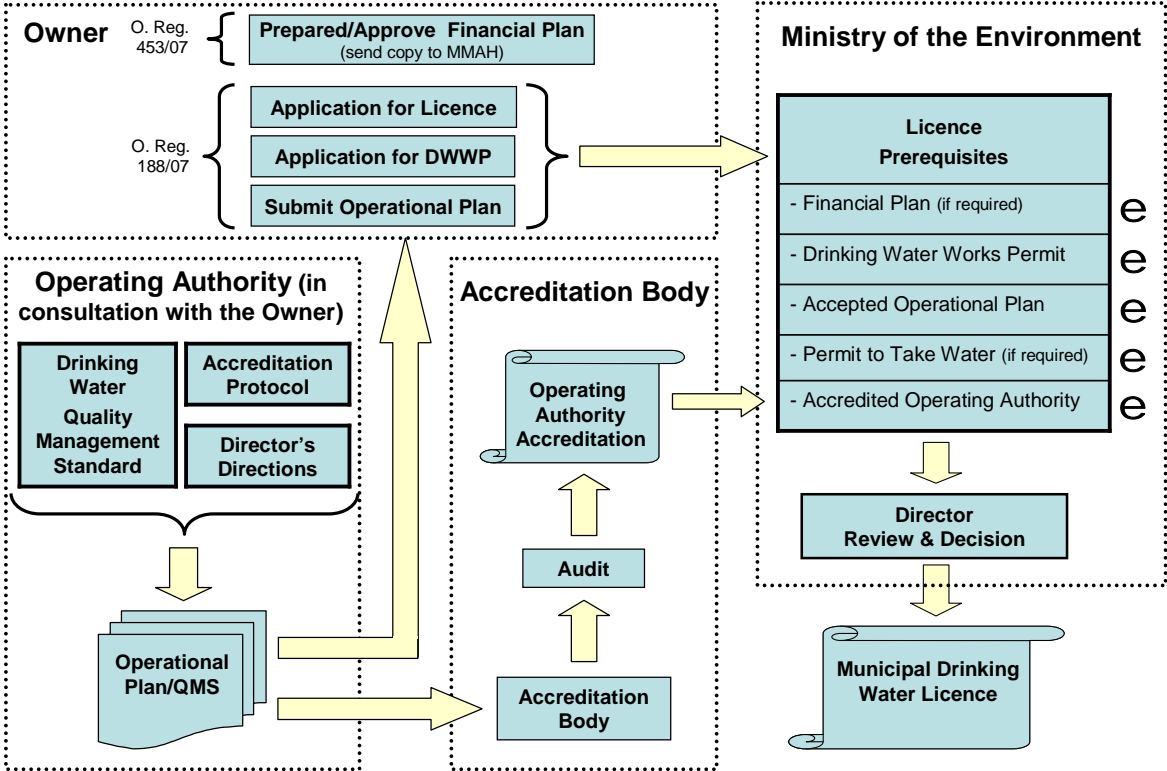 Owner
O. Reg.
453/07
Prepared/Approve Financial Plan
(send copy to MMAH)
O. Reg.
188/07
Application for Licence
Application for DWWP
Submit Operational Plan
Operating Authority (in
consultation with the Owner)
Drinking
Water
Quality
Management
Standard
Accreditation
Protocol
Director's
Directions
Operational
Plan/QMS
Accreditation Body
Operating
Authority
Accreditation
Audit
Accreditation
Body
Ministry of the Environment
Licence
Prerequisites
- Financial Plan (if required) e
- Drinking Water Works Permit e
- Accepted Operational Plan e
- Permit to Take Water (if required) e
- Accredited Operating Authority e
Director
Review & Decision
Municipal Drinking
Water Licence